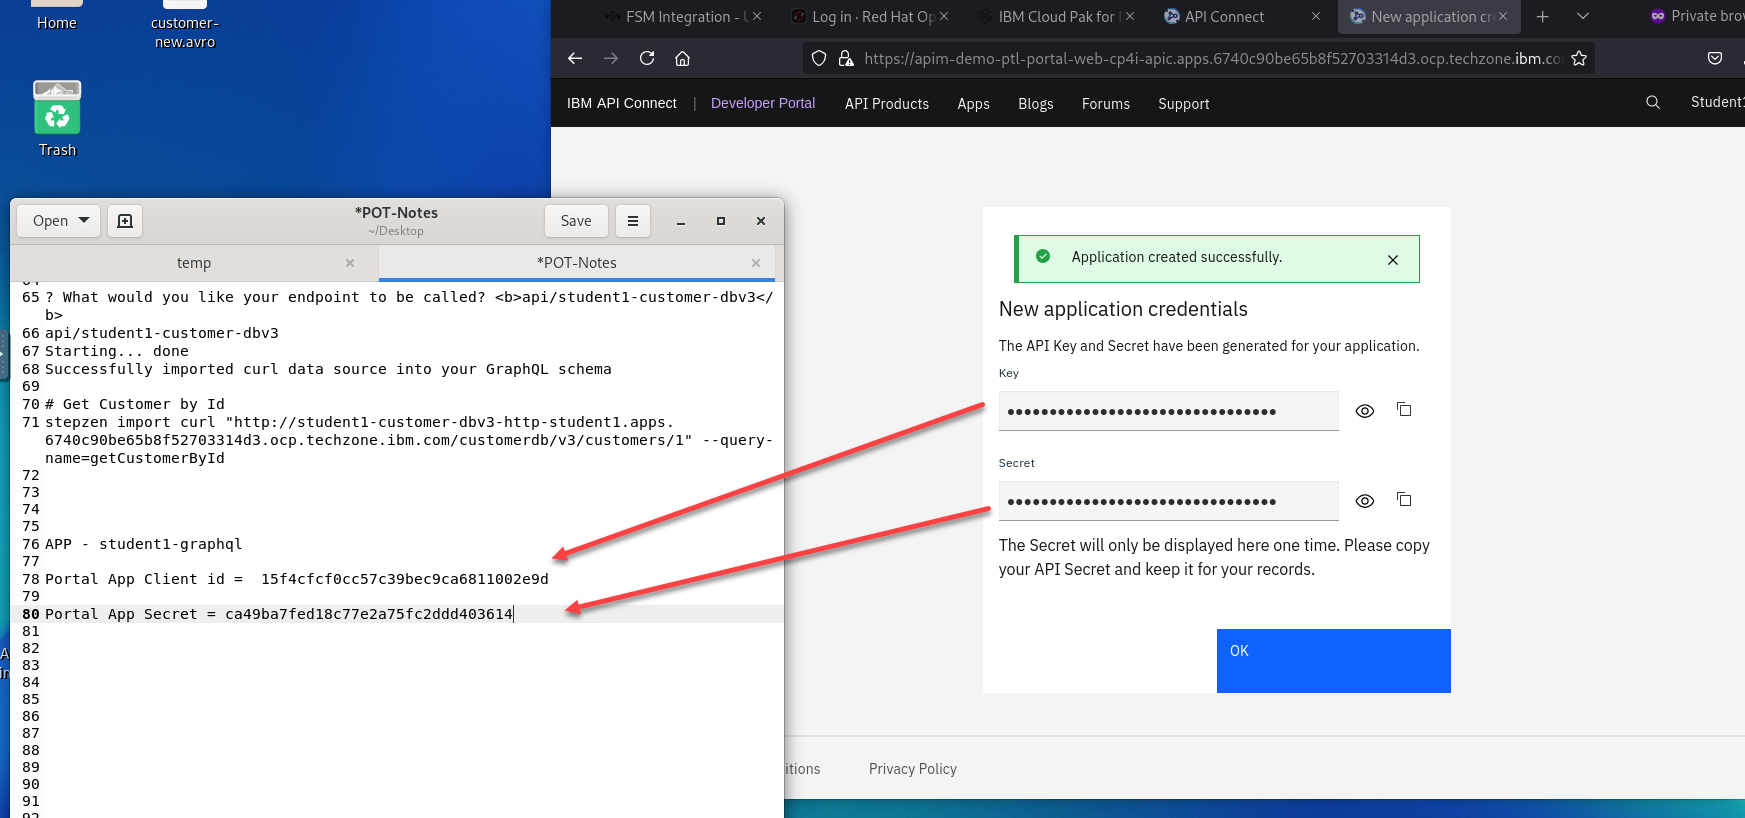 Home
customer-
new.avro
Trash
FSM Integration -
Log in · Red Hat Op
IBM Cloud Pak for
API Connect
New application cr
Private brow
https://apim-demo-ptl-portal-web-cp4i-apic.apps.6740c90be65b8f52703314d3.ocp.techzone.ibm.co
IBM API Connect | Developer Portal API Products Apps Blogs Forums Support
Student1
Open
*POT-Notes
~/Desktop
Save
temp
*POT-Notes
65 ? What would you like your endpoint to be called? <b>api/student1-customer-dbv3</
b>
66 api/student1-customer-dbv3
67 Starting... done
68 Successfully imported curl data source into your GraphQL schema
69
70 # Get Customer by Id
71 stepzen import curl "http://student1-customer-dbv3-http-student1.apps.
6740c90be65b8f52703314d3.ocp.techzone.ibm.com/customerdb/v3/customers/1" --query-
name=getCustomerById
72
73
74
75
76 APP - student1-graphql
77
78 Portal App Client id =  15f4cfcf0cc57c39bec9ca6811002e9d
79
80 Portal App Secret = ca49ba7fed18c77e2a75fc2ddd403614
81
82
83
84
85
86
87
88
89
90
91
Application created successfully.
New application credentials
The API Key and Secret have been generated for your application.
Key
Secret
The Secret will only be displayed here one time. Please copy
your API Secret and keep it for your records.
OK
itions
Privacy Policy